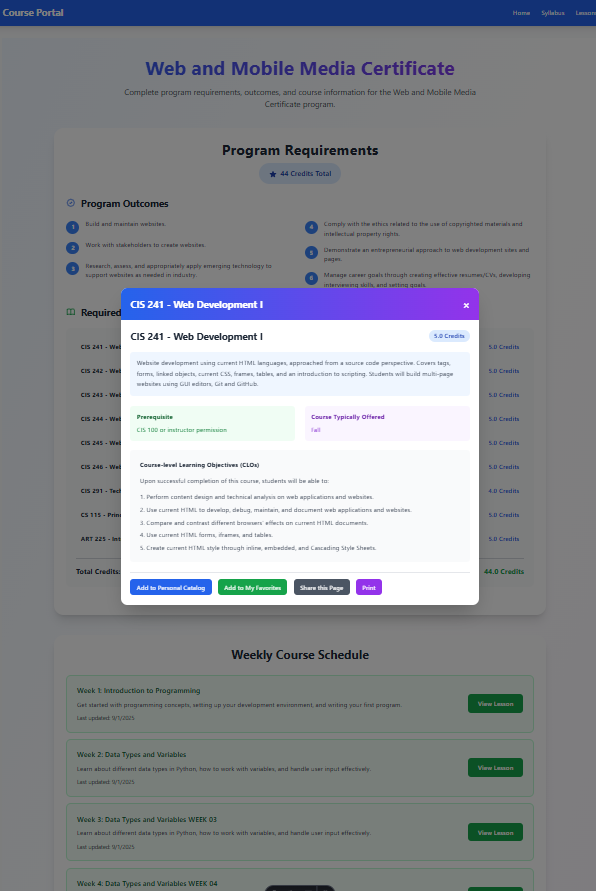 Course Portal
Home Syllabus Lesson
Web and Mobile Media Certificate
Complete program requirements, outcomes, and course information for the Web and Mobile Media
Certificate program.
Program Requirements
44 Credits Total
Program Outcomes
1 Build and maintain websites.
2 Work with stakeholders to create websites.
3 Research, assess, and appropriately apply emerging technology to
support websites as needed in industry.
4 Comply with the ethics related to the use of copyrighted materials and
intellectual property rights.
5 Demonstrate an entrepreneurial approach to web development sites and
pages.
6 Manage career goals through creating effective resumes/CVs, developing
interviewing skills, and setting goals.
Required
CIS 241 - Web Development I ×
CIS 241 - Web Development I 5.0 Credits
Website development using current HTML languages, approached from a source code perspective. Covers tags,
forms, linked objects, current CSS, frames, tables, and an introduction to scripting. Students will build multi-page
websites using GUI editors, Git and GitHub.
Prerequisite
CIS 100 or instructor permission
Course Typically Offered
Fall
Course-level Learning Objectives (CLOs)
Upon successful completion of this course, students will be able to:
1. Perform content design and technical analysis on web applications and websites.
2. Use current HTML to develop, debug, maintain, and document web applications and websites.
3. Compare and contrast different browsers' effects on current HTML documents.
4. Use current HTML forms, iframes, and tables.
5. Create current HTML style through inline, embedded, and Cascading Style Sheets.
Add to Personal Catalog Add to My Favorites Share this Page Print
CIS 241 - Web 5.0 Credits
CIS 242 - Web 5.0 Credits
CIS 243 - Web 5.0 Credits
CIS 244 - Web 5.0 Credits
CIS 245 - Web 5.0 Credits
CIS 246 - Web 5.0 Credits
CIS 291 - Tech 4.0 Credits
CS 115 - Prin 5.0 Credits
ART 225 - Int 5.0 Credits
Total Credits: 44.0 Credits
Weekly Course Schedule
Week 1: Introduction to Programming
Get started with programming concepts, setting up your development environment, and writing your first program.
Last updated: 9/1/2025
View Lesson
Week 2: Data Types and Variables
Learn about different data types in Python, how to work with variables, and handle user input effectively.
Last updated: 9/1/2025
View Lesson
Week 3: Data Types and Variables WEEK 03
Learn about different data types in Python, how to work with variables, and handle user input effectively.
Last updated: 9/1/2025
View Lesson
Week 4: Data Types and Variables WEEK 04